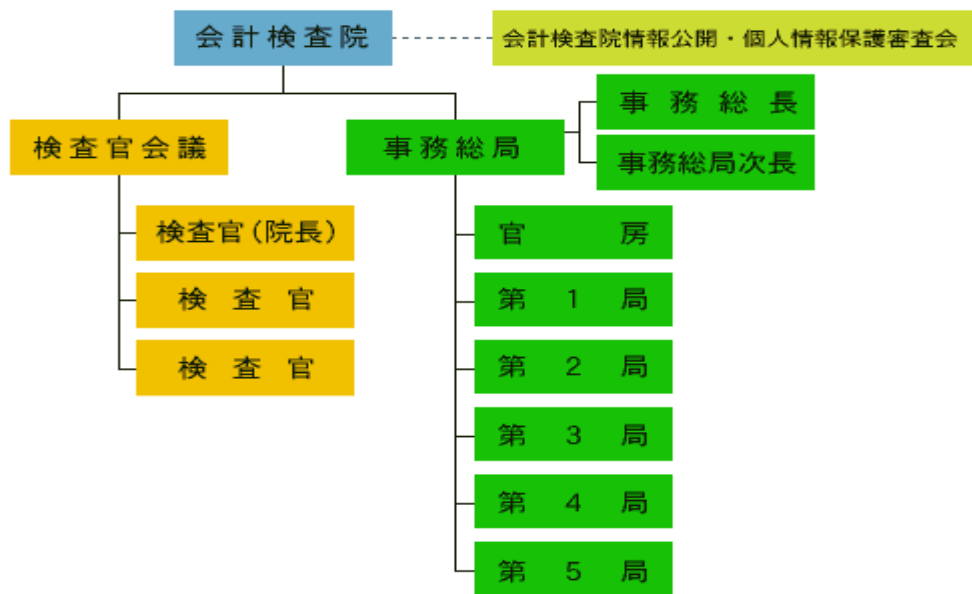 会計検査院
会計検査院情報公開・個人情報保護審査会
検査官会議
検査官(院長)
検査官
検査官
事務総局
事務総長
事務総局次長
官房
第1局
第2局
第3局
第4局
第5局